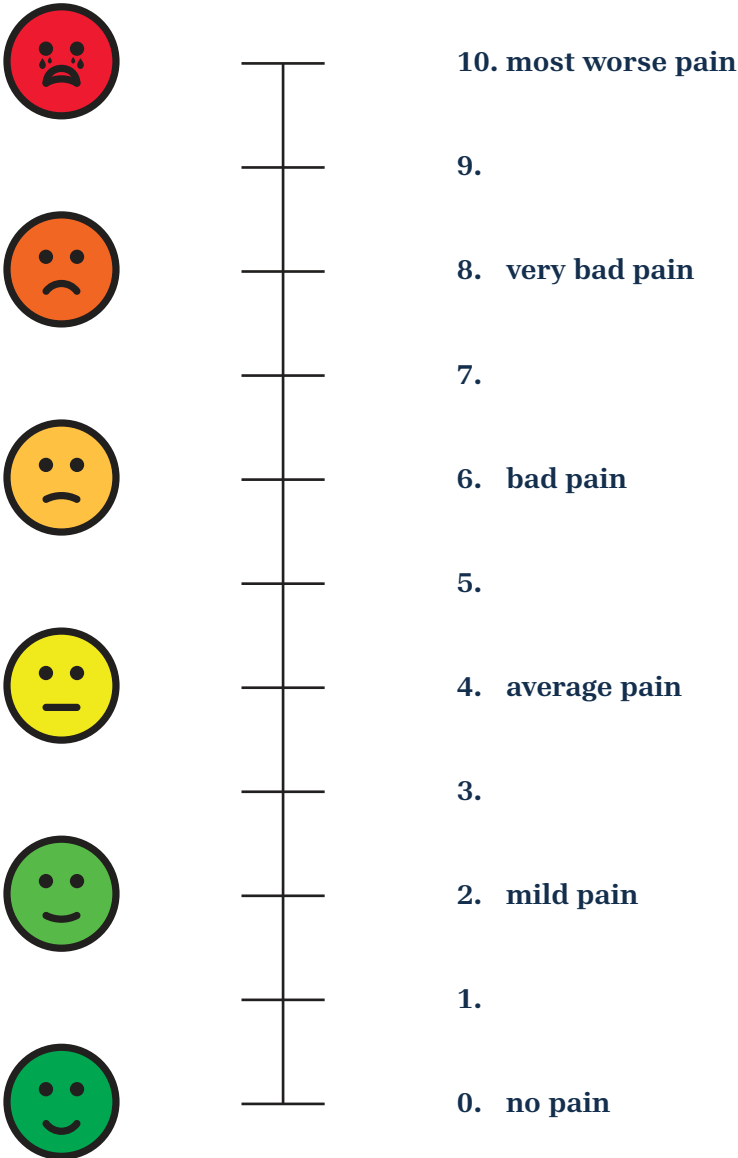 10. most worse pain
9.
8. very bad pain
7.
6. bad pain
5.
4. average pain
3.
2. mild pain
1.
0. no pain